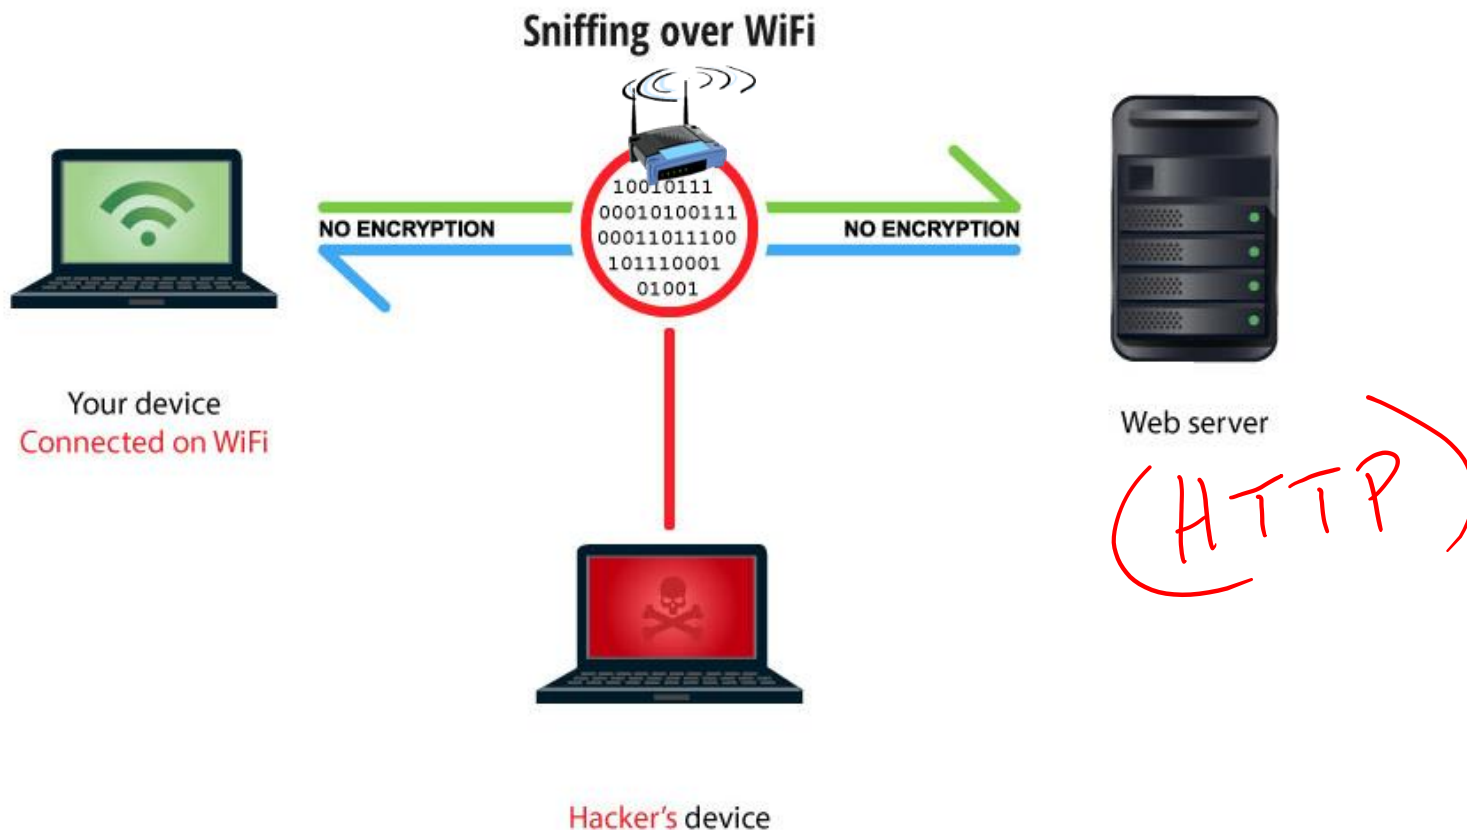 Sniffing over WiFi
10010111
00010100111
00011011100
101110001
01001
NO ENCRYPTION
NO ENCRYPTION
Your device
Connected on WiFi
Web server
(HTTP)
Hacker's device